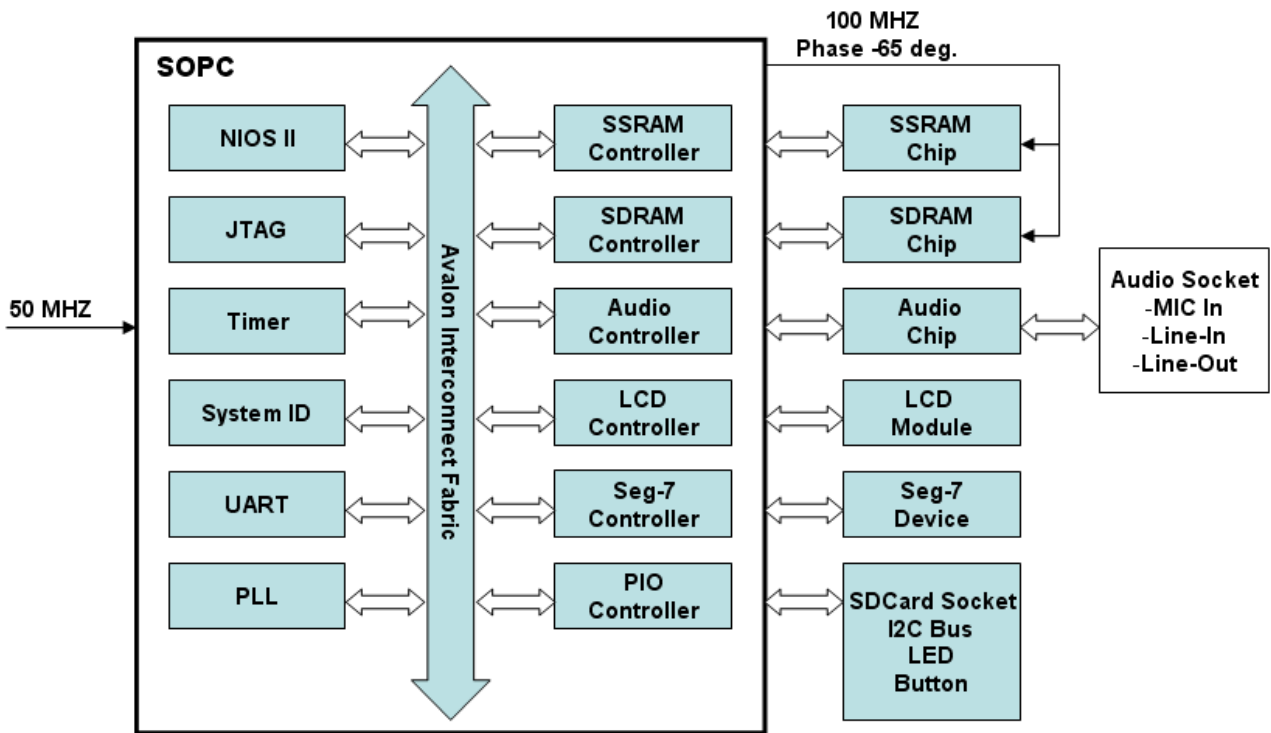 100 MHZ
Phase -65 deg.
SOPC
50 MHZ
NIOS II
JTAG
Timer
System ID
UART
PLL
Avalon Interconnect Fabric
SSRAM
Controller
SDRAM
Controller
Audio
Controller
LCD
Controller
Seg-7
Controller
PIO
Controller
SSRAM
Chip
SDRAM
Chip
Audio
Chip
LCD
Module
Seg-7
Device
SDCard Socket
I2C Bus
LED
Button
Audio Socket
-MIC In
-Line-In
-Line-Out